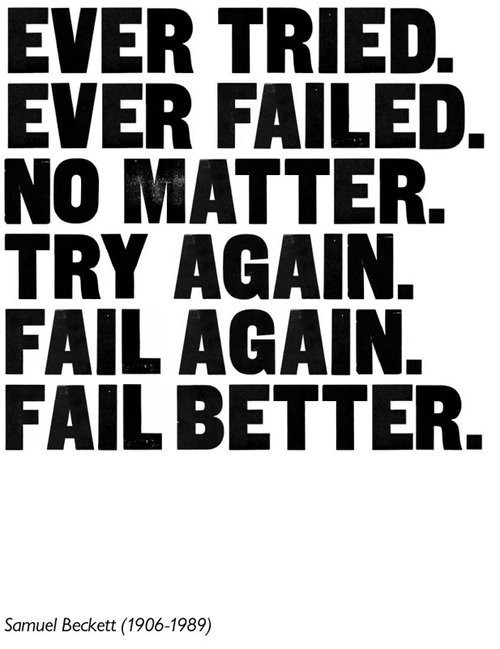 EVER TRIED.
EVER FAILED.
NO MATTER.
TRY AGAIN.
FAIL AGAIN.
FAIL BETTER.
Samuel Beckett (1906-1989)